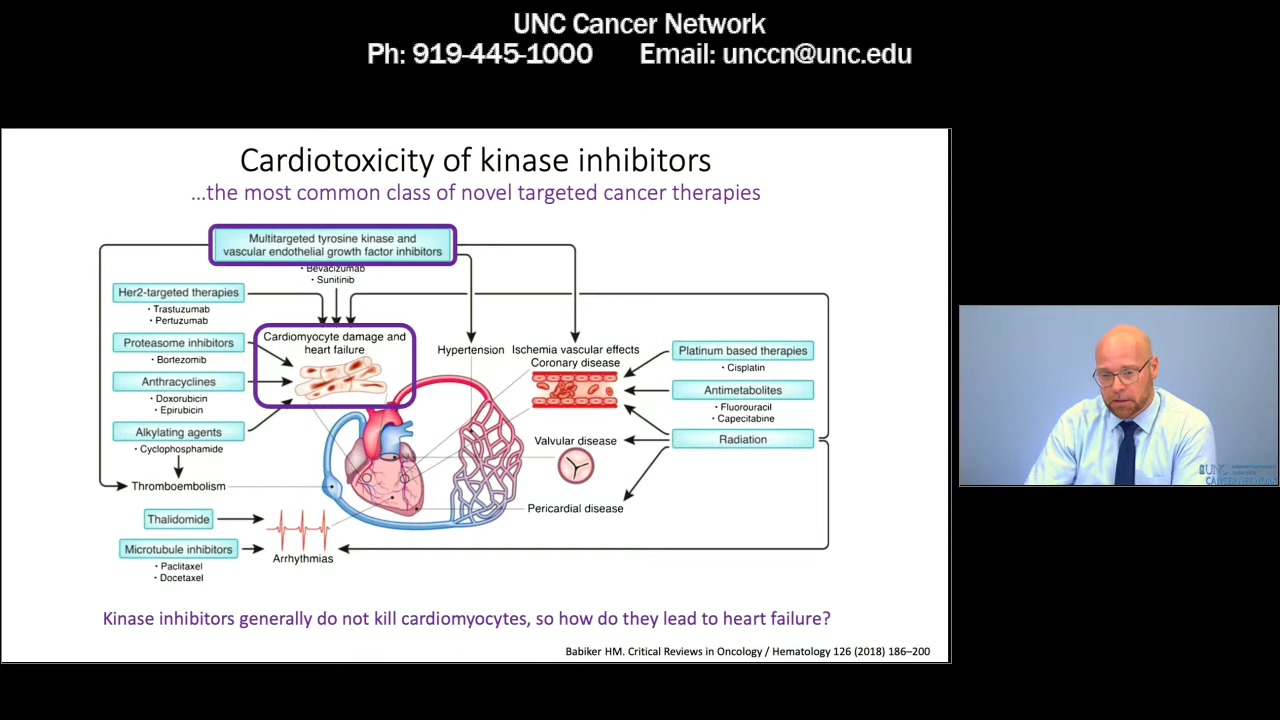 UNC Cancer Network
Ph: 919-445-1000 Email: unccn@unc.edu
Cardiotoxicity of kinase inhibitors
...the most common class of novel targeted cancer therapies
Multitargeted tyrosine kinase and
vascular endothelial growth factor inhibitors
• Bevacizumab
• Sunitinib
Her2-targeted therapies
• Trastuzumab
• Pertuzumab
Proteasome inhibitors
• Bortezomib
Anthracyclines
• Doxorubicin
• Epirubicin
Alkylating agents
• Cyclophosphamide
Thromboembolism
Thalidomide
Microtubule inhibitors
• Paclitaxel
• Docetaxel
Arrhythmias
Cardiomyocyte damage and
heart failure
Hypertension
Ischemia vascular effects
Coronary disease
Valvular disease
Pericardial disease
Platinum based therapies
• Cisplatin
Antimetabolites
• Fluorouracil
• Capecitabine
Radiation
Kinase inhibitors generally do not kill cardiomyocytes, so how do they lead to heart failure?
Babiker HM. Critical Reviews in Oncology / Hematology 126 (2018) 186–200
UNC
CANCER NETWORK